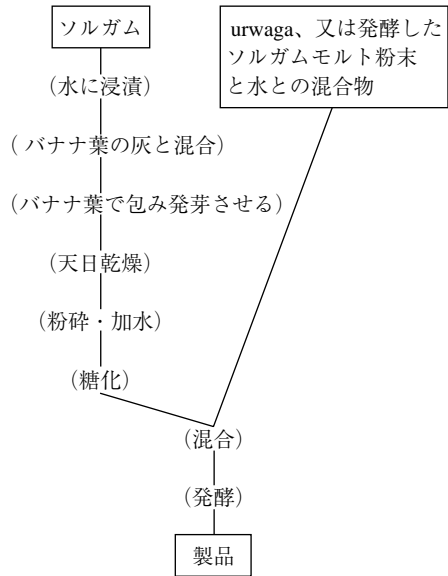 ソルガム
(水に浸漬)
( バナナ葉の灰と混合)
(バナナ葉で包み発芽させる)
(天日乾燥)
(粉砕・加水)
(糖化)
urwaga、又は発酵した
ソルガムモルト粉末
と水との混合物
(混合)
(発酵)
製品